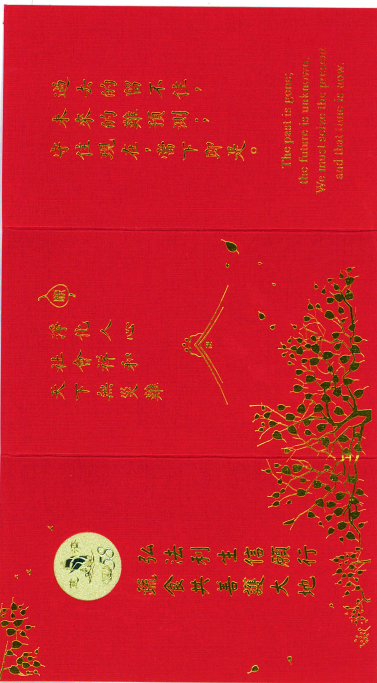 過去的留不住，
未來的難預測；
守住現在，當下即是。
The past is gone;
the future is unknown.
We must seize the present
and that time is now.
願
淨化人心
社會祥和
天下無災難
58
弘法利生信願行
蔬食共善護大地